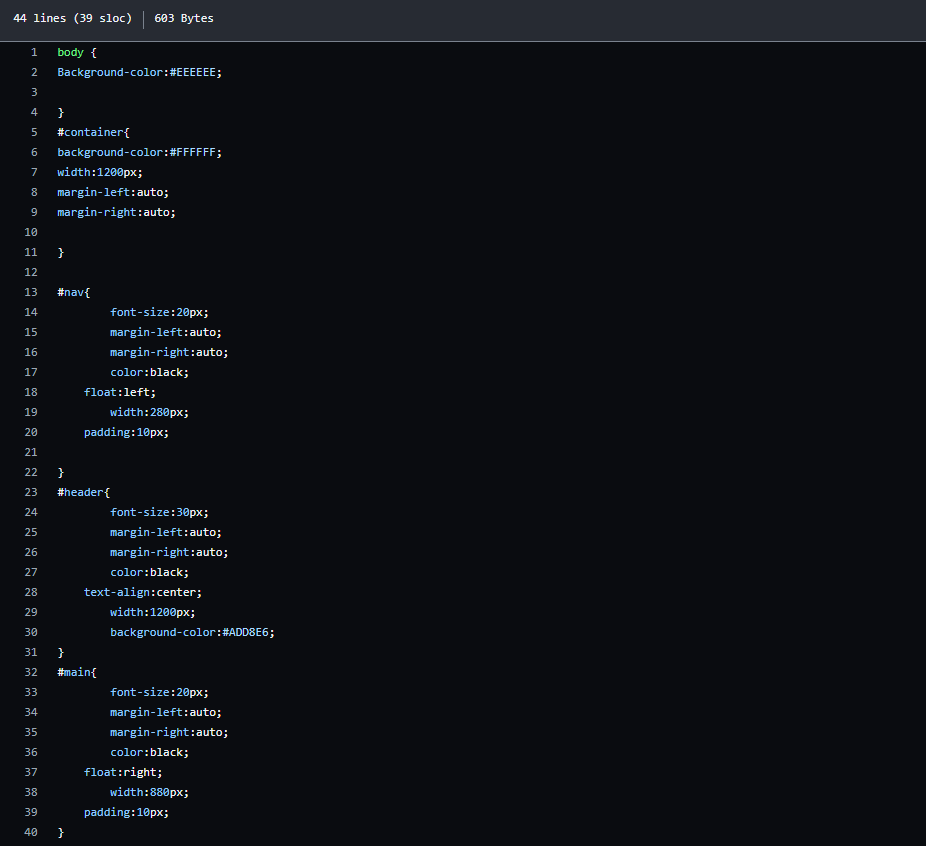 44 lines (39 sloc) 603 Bytes
1 body {
2 Background-color:#EEEEEE;
3
4 }
5 #container{
6 background-color:#FFFFFF;
7 width:1200px;
8 margin-left:auto;
9 margin-right:auto;
10
11 }
12
13 #nav{
14 font-size:20px;
15 margin-left:auto;
16 margin-right:auto;
17 color:black;
18 float:left;
19 width:280px;
20 padding:10px;
21
22 }
23 #header{
24 font-size:30px;
25 margin-left:auto;
26 margin-right:auto;
27 color:black;
28 text-align:center;
29 width:1200px;
30 background-color:#ADD8E6;
31 }
32 #main{
33 font-size:20px;
34 margin-left:auto;
35 margin-right:auto;
36 color:black;
37 float:right;
38 width:880px;
39 padding:10px;
40 }